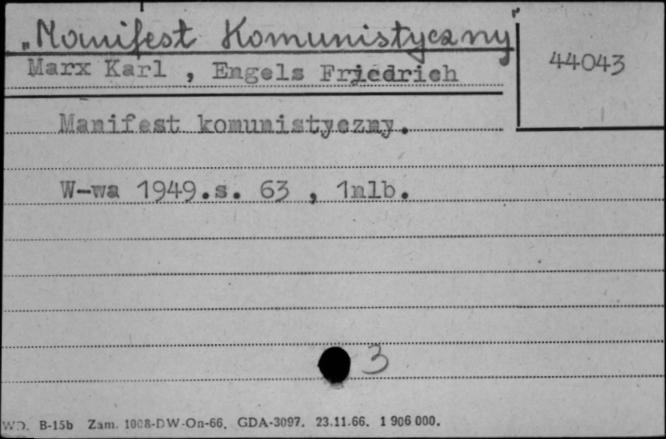 „Manifest Komunistyczny”
44043
Marx Karl , Engels Friedrich
Manifest komunistyczny.
W-wa 1949.s. 63 , 1nlb.
3
WD. B-15b Zam. 1008-DW-On-66. GDA-3097. 23.11.66. 1 906 000.